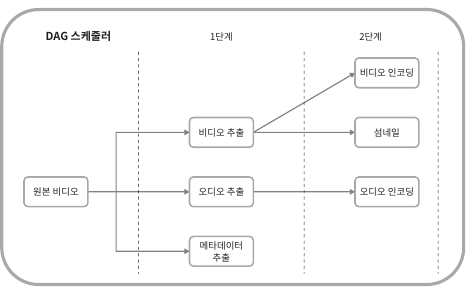 DAG 스케줄러
1단계
2단계
비디오 인코딩
비디오 추출
섬네일
원본 비디오
오디오 추출
오디오 인코딩
메타데이터
추출